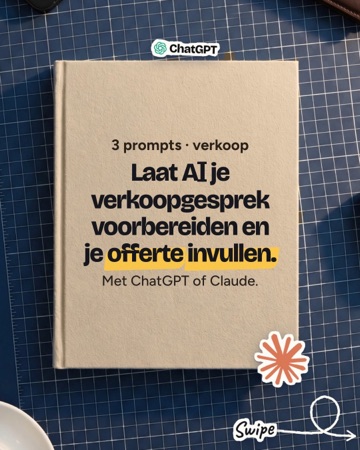 ChatGPT
3 prompts · verkoop
Laat AI je
verkoopgesprek
voorbereiden en
je offerte invullen.
Met ChatGPT of Claude.
Swipe